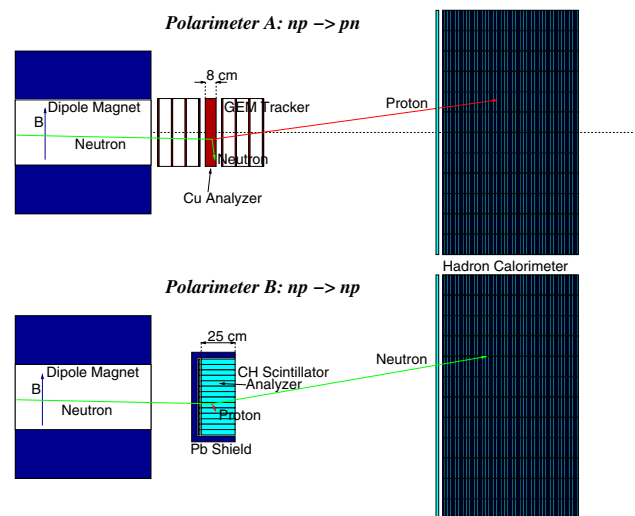 Polarimeter A: np −> pn
8 cm
Dipole Magnet
GEM Tracker
B
Proton
Neutron
Neutron
Cu Analyzer
Hadron Calorimeter
Polarimeter B: np −> np
25 cm
Dipole Magnet
CH Scintillator
Analyzer
Neutron
B
Neutron
Proton
Pb Shield